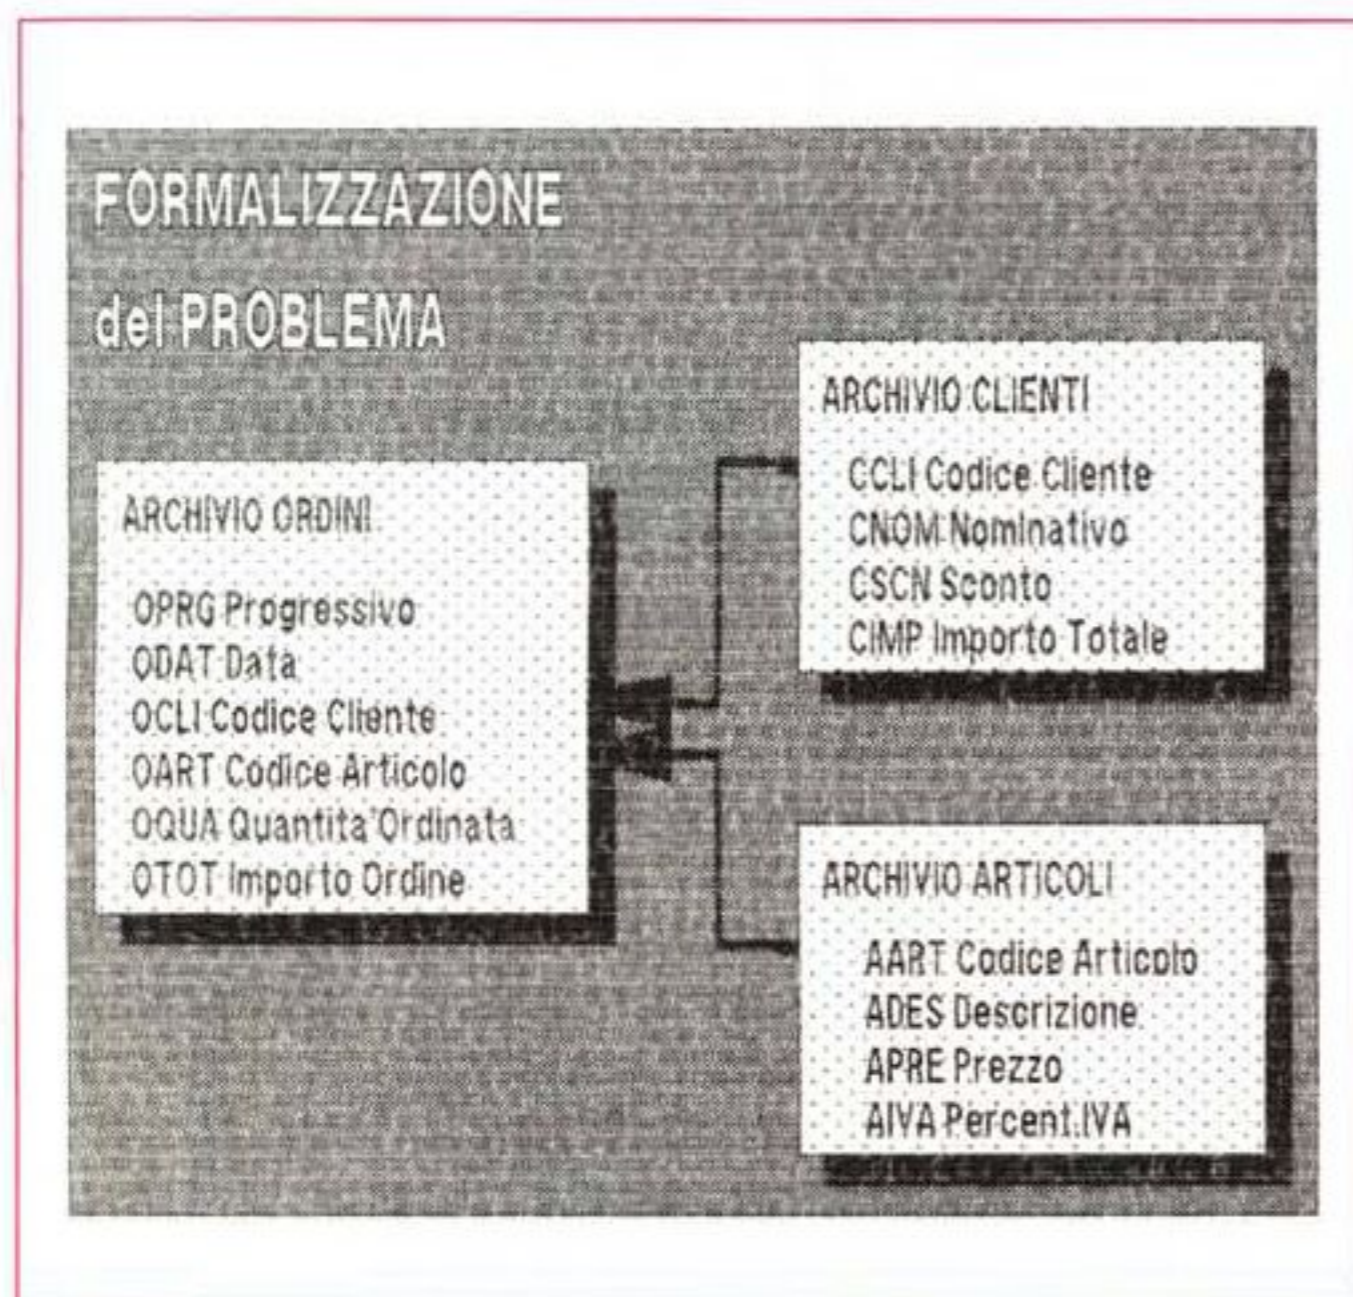 FORMALIZZAZIONE
del PROBLEMA
ARCHIVIO ORDINI
OPRG Progressivo
ODAT Data
OCLI Codice Cliente
OART Codice Articolo
OQUA Quantita'Ordinata
OTOT Importo Ordine
ARCHIVIO CLIENTI
CCLI Codice Cliente
CNOM Nominativo
CSCN Sconto
CIMP Importo Totale
ARCHIVIO ARTICOLI
AART Codice Articolo
ADES Descrizione
APRE Prezzo
AIVA Percent.IVA